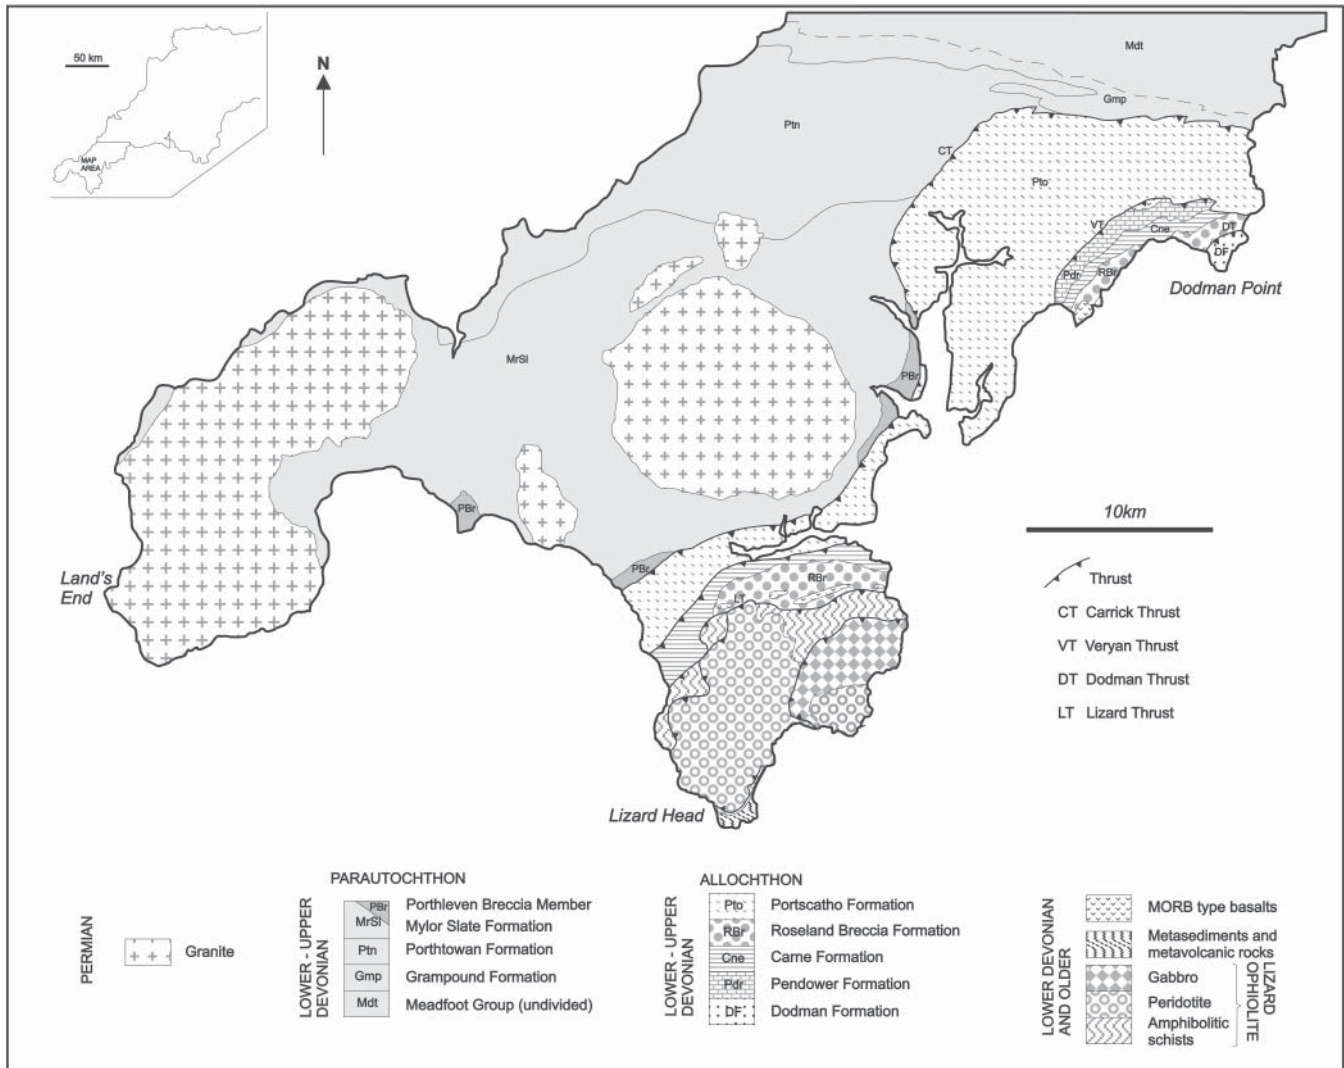 50 km
N
MAP
AREA
Mdt
Gmp
Ptn
CT
Pto
VT
Cne
DT
DF
Pdr
RBr
Dodman Point
MrSl
PBr
PBr
10km
PBr
RBr
LT
Land's
End
Lizard Head
Thrust
CT Carrick Thrust
VT Veryan Thrust
DT Dodman Thrust
LT Lizard Thrust
PERMIAN
Granite
PARAUTOCHTHON
LOWER - UPPER
DEVONIAN
PBr Porthleven Breccia Member
MrSl Mylor Slate Formation
Ptn Porthtowan Formation
Gmp Grampound Formation
Mdt Meadfoot Group (undivided)
ALLOCHTHON
LOWER - UPPER
DEVONIAN
Pto Portscatho Formation
RBr Roseland Breccia Formation
Cne Carne Formation
Pdr Pendower Formation
DF Dodman Formation
LOWER DEVONIAN
AND OLDER
MORB type basalts
Metasediments and
metavolcanic rocks
Gabbro
Peridotite
Amphibolitic
schists
LIZARD
OPHIOLITE